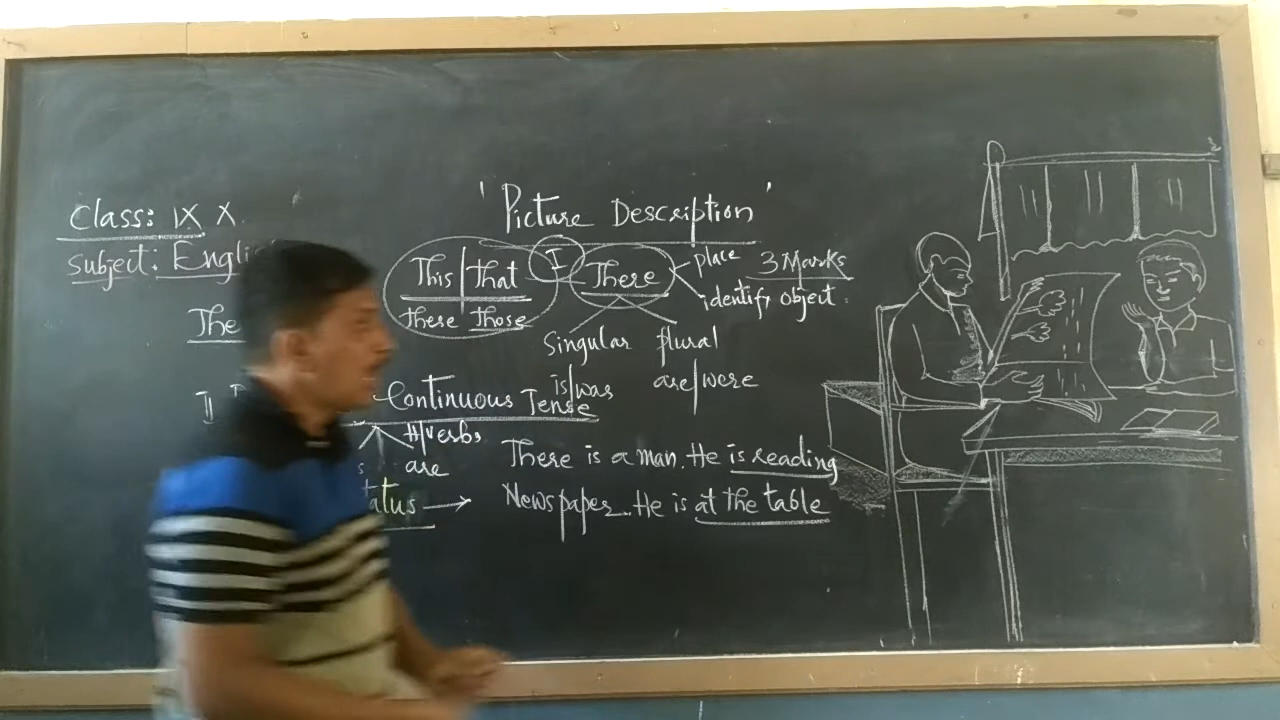 'Picture Description'
Class: IX X
Subject: English
This/that I There place 3 Marks
these those identify object.
The
Singular plural
is/was are/were
Continuous Tense
H/verbs
are
There is a man. He is reading
Newspaper. He is at the table